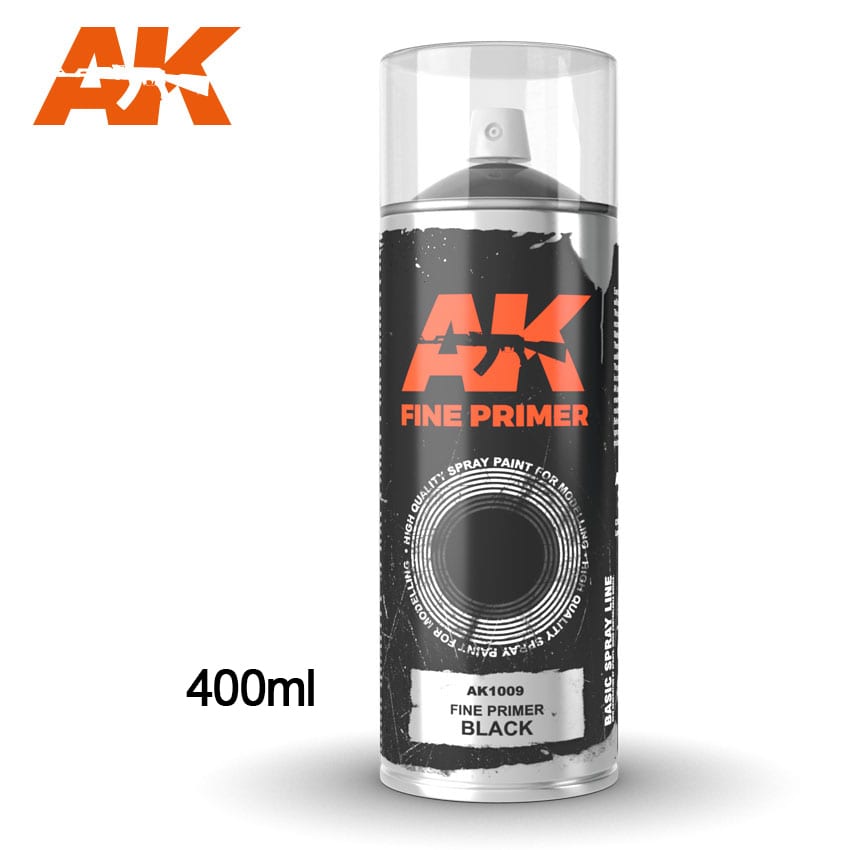 AK
AK
FINE PRIMER
HIGH QUALITY SPRAY PAINT FOR MODELLING • HIGH QUALITY SPRAY PAINT FOR MODELLING •
AK1009
FINE PRIMER
BLACK
BASIC SPRAY LINE
400ml